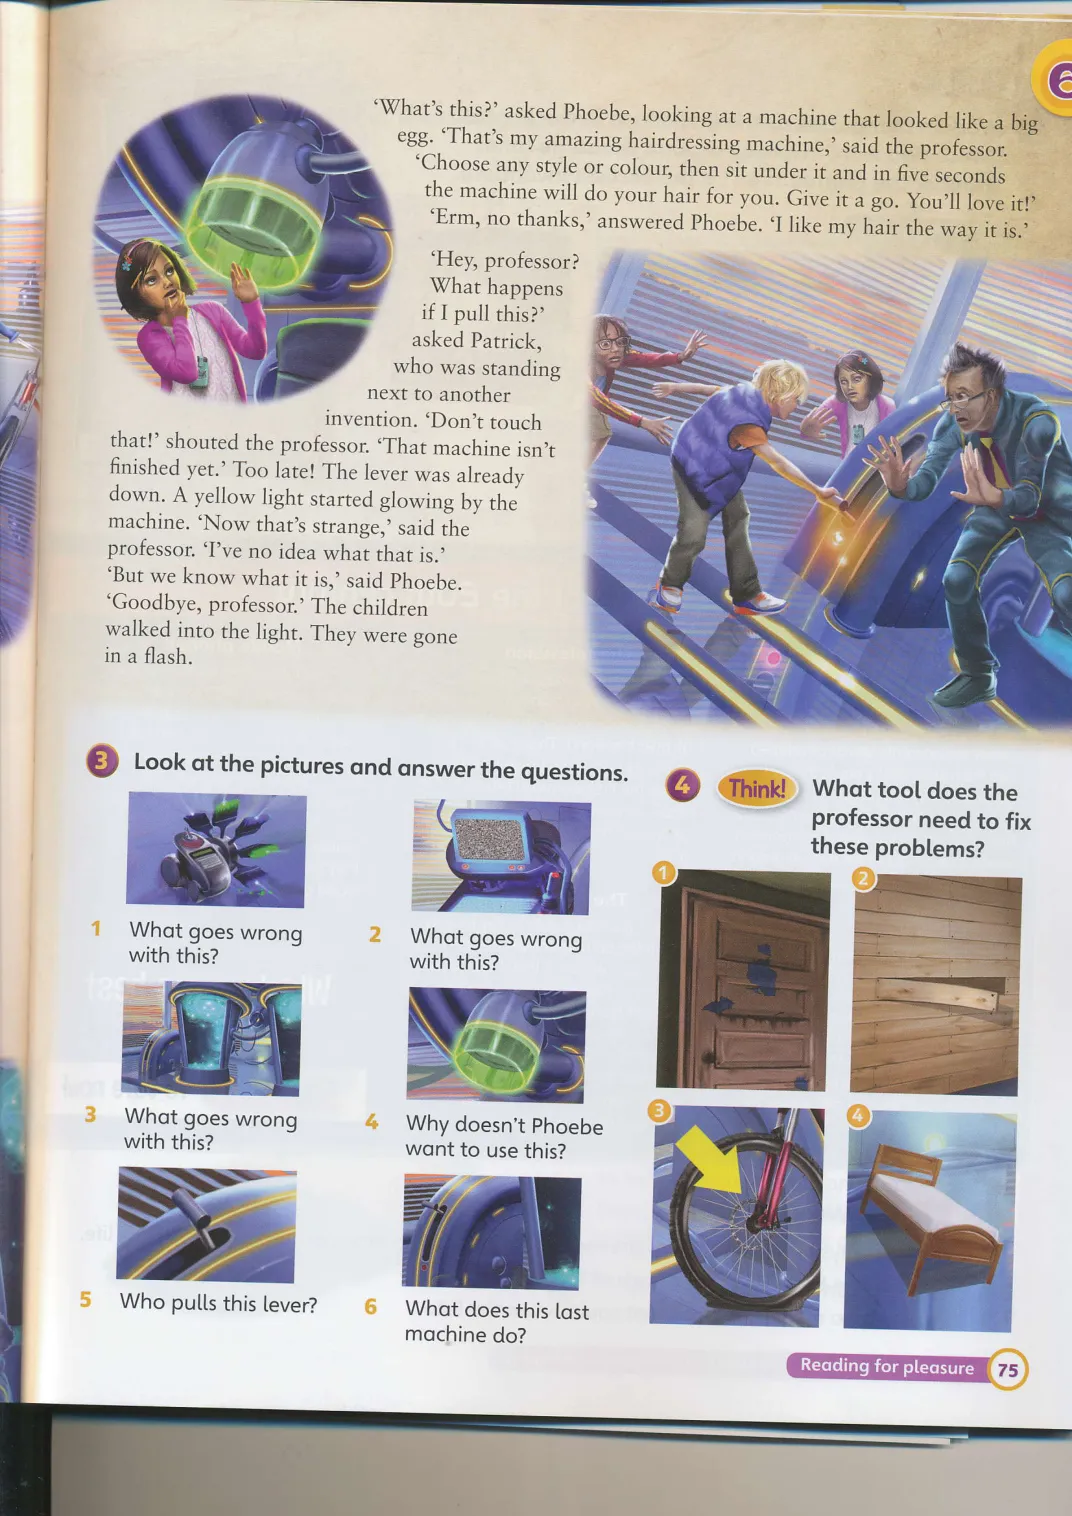 6
‘What’s this?’ asked Phoebe, looking at a machine that looked like a big
egg. ‘That’s my amazing hairdressing machine,’ said the professor.
‘Choose any style or colour, then sit under it and in five seconds
the machine will do your hair for you. Give it a go. You’ll love it!’
‘Erm, no thanks,’ answered Phoebe. ‘I like my hair the way it is.’
‘Hey, professor?
What happens
if I pull this?’
asked Patrick,
who was standing
next to another
invention. ‘Don’t touch
that!’ shouted the professor. ‘That machine isn’t
finished yet.’ Too late! The lever was already
down. A yellow light started glowing by the
machine. ‘Now that’s strange,’ said the
professor. ‘I’ve no idea what that is.’
‘But we know what it is,’ said Phoebe.
‘Goodbye, professor.’ The children
walked into the light. They were gone
in a flash.
3 Look at the pictures and answer the questions.
1 What goes wrong
with this?
2 What goes wrong
with this?
3 What goes wrong
with this?
4 Why doesn’t Phoebe
want to use this?
5 Who pulls this lever?
6 What does this last
machine do?
4 Think! What tool does the
professor need to fix
these problems?
1
2
3
4
Reading for pleasure 75